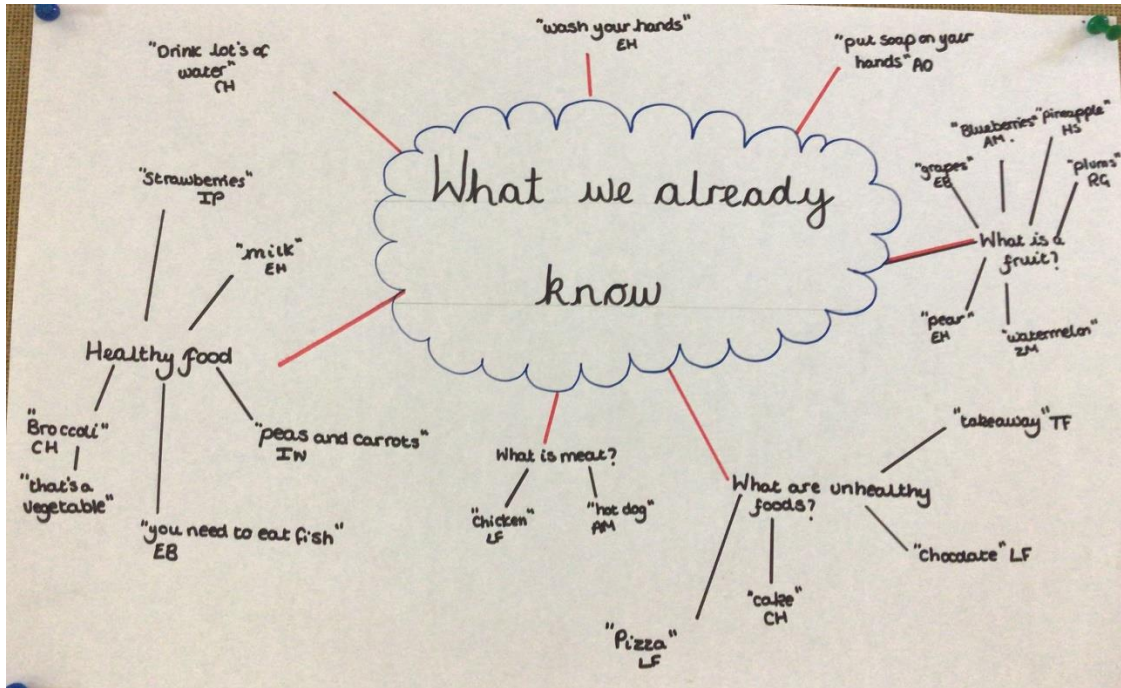 "Drink lot's of
water"
CH
"wash your hands"
EH
"put soap on your
hands" AO
What we already
know
"Strawberries"
IP
"milk"
EH
Healthy food
"Broccoli"
CH
"that's a
vegetable"
"you need to eat fish"
EB
"peas and carrots"
IW
What is meat?
"Chicken"
LF
"hot dog"
AM
What are unhealthy
foods?
"takeaway" TF
"Chocolate" LF
"cake"
CH
"Pizza"
LF
What is a
fruit?
"grapes"
EB
"Blueberries"
AM.
"pineapple"
HS
"plums"
RG
"pear"
EH
"watermelon"
ZM